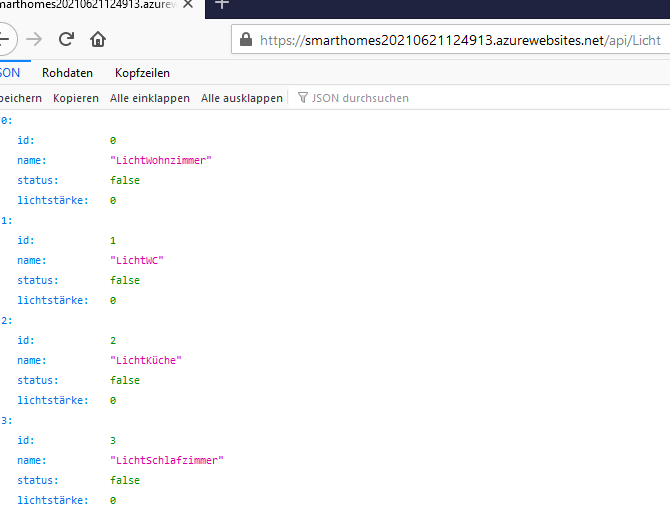 marthomes20210621124913.azurewebs
https://smarthomes20210621124913.azurewebsites.net/api/Licht
SON Rohdaten Kopfzeilen
peichern Kopieren Alle einklappen Alle ausklappen JSON durchsuchen
0:
id: 0
name: "LichtWohnzimmer"
status: false
lichtstärke: 0
1:
id: 1
name: "LichtWC"
status: false
lichtstärke: 0
2:
id: 2
name: "LichtKüche"
status: false
lichtstärke: 0
3:
id: 3
name: "LichtSchlafzimmer"
status: false
lichtstärke: 0